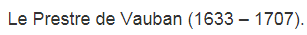 Le Prestre de Vauban (1633 – 1707).